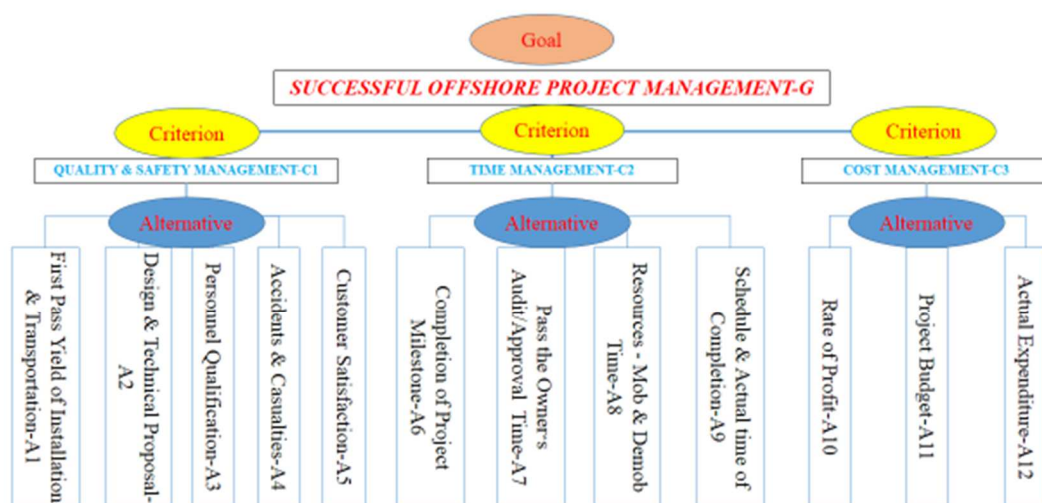 Goal
SUCCESSFUL OFFSHORE PROJECT MANAGEMENT-G
Criterion
Criterion
Criterion
QUALITY & SAFETY MANAGEMENT-C1
TIME MANAGEMENT-C2
COST MANAGEMENT-C3
Alternative
Alternative
Alternative
First Pass Yield of Installation
& Transportation-A1
Design & Technical Proposal-
A2
Personnel Qualification-A3
Accidents & Casualties-A4
Customer Satisfaction-A5
Completion of Project
Milestone-A6
Pass the Owner's
Audit/Approval Time-A7
Resources - Mob & Demob
Time-A8
Schedule & Actual time of
Completion-A9
Rate of Profit-A10
Project Budget-A11
Actual Expenditure-A12